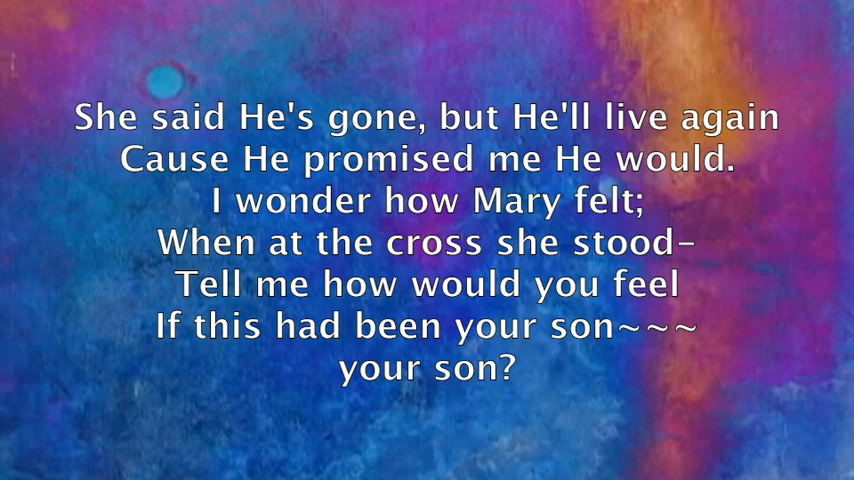 She said He's gone, but He'll live again
Cause He promised me He would.
I wonder how Mary felt;
When at the cross she stood-
Tell me how would you feel
If this had been your son~~~
your son?